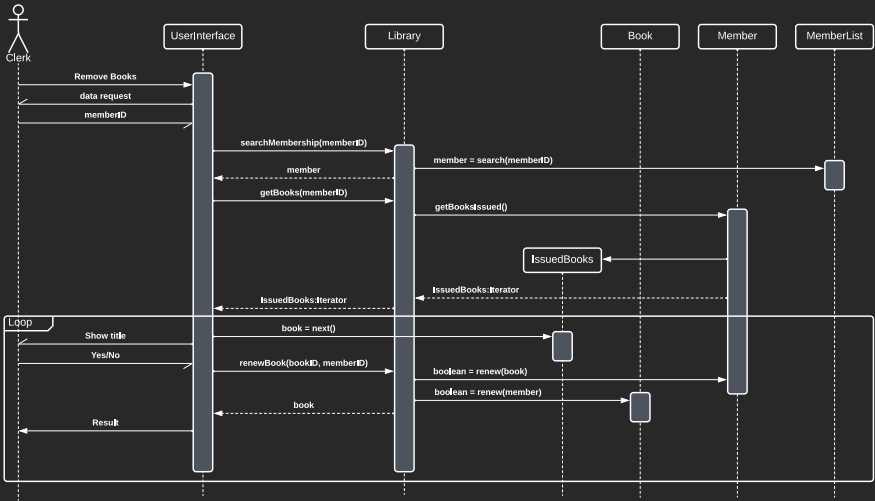 Clerk
UserInterface
Library
Book
Member
MemberList
Remove Books
data request
memberID
searchMembership(memberID)
member = search(memberID)
member
getBooks(memberID)
getBooksIssued()
IssuedBooks
IssuedBooks:Iterator
IssuedBooks:Iterator
Loop
book = next()
Show title
Yes/No
renewBook(bookID, memberID)
boolean = renew(book)
boolean = renew(member)
book
Result